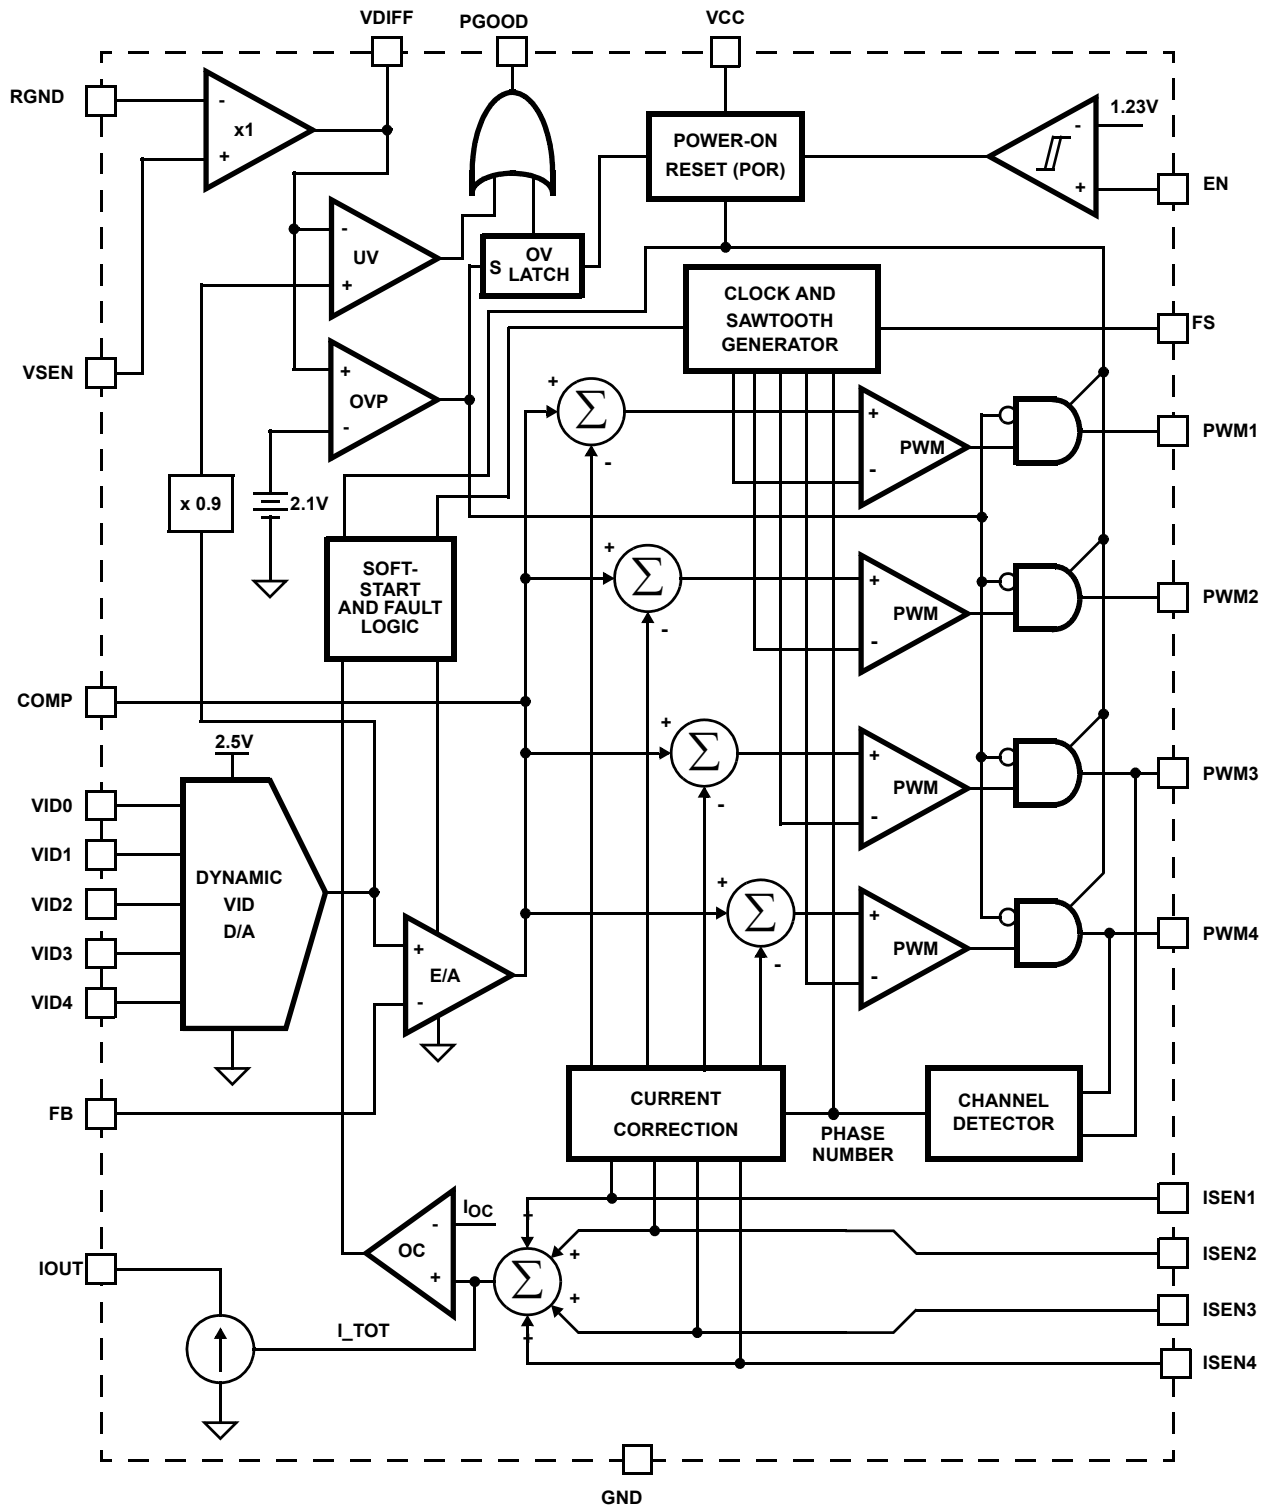 VDIFF
PGOOD
VCC
RGND
-
x1
+
POWER-ON
RESET (POR)
1.23V
-
+
EN
-
UV
+
S
OV
LATCH
CLOCK AND
SAWTOOTH
GENERATOR
FS
VSEN
+
OVP
-
+
Σ
-
+
PWM
-
PWM1
x 0.9
2.1V
SOFT-
START
AND FAULT
LOGIC
+
Σ
-
+
PWM
-
PWM2
COMP
2.5V
+
Σ
-
+
PWM
-
PWM3
VID0
VID1
VID2
VID3
VID4
DYNAMIC
VID
D/A
+
E/A
-
+
Σ
-
+
PWM
-
PWM4
FB
CURRENT
CORRECTION
PHASE
NUMBER
CHANNEL
DETECTOR
IOC
-
OC
+
+
+
Σ
+
+
ISEN1
ISEN2
ISEN3
ISEN4
IOUT
I_TOT
GND